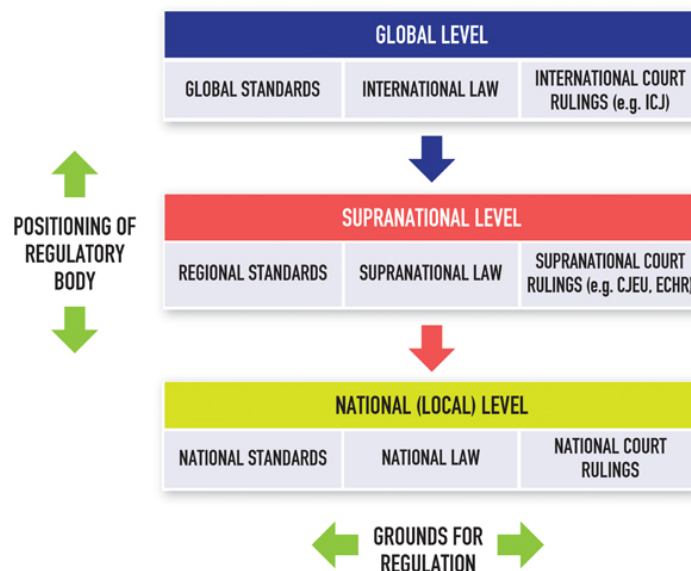 GLOBAL LEVEL
GLOBAL STANDARDS
INTERNATIONAL LAW
INTERNATIONAL COURT
RULINGS (e.g. ICJ)
POSITIONING OF
REGULATORY
BODY
SUPRANATIONAL LEVEL
REGIONAL STANDARDS
SUPRANATIONAL LAW
SUPRANATIONAL COURT
RULINGS (e.g. CJEU, ECHR)
NATIONAL (LOCAL) LEVEL
NATIONAL STANDARDS
NATIONAL LAW
NATIONAL COURT
RULINGS
GROUNDS FOR
REGULATION